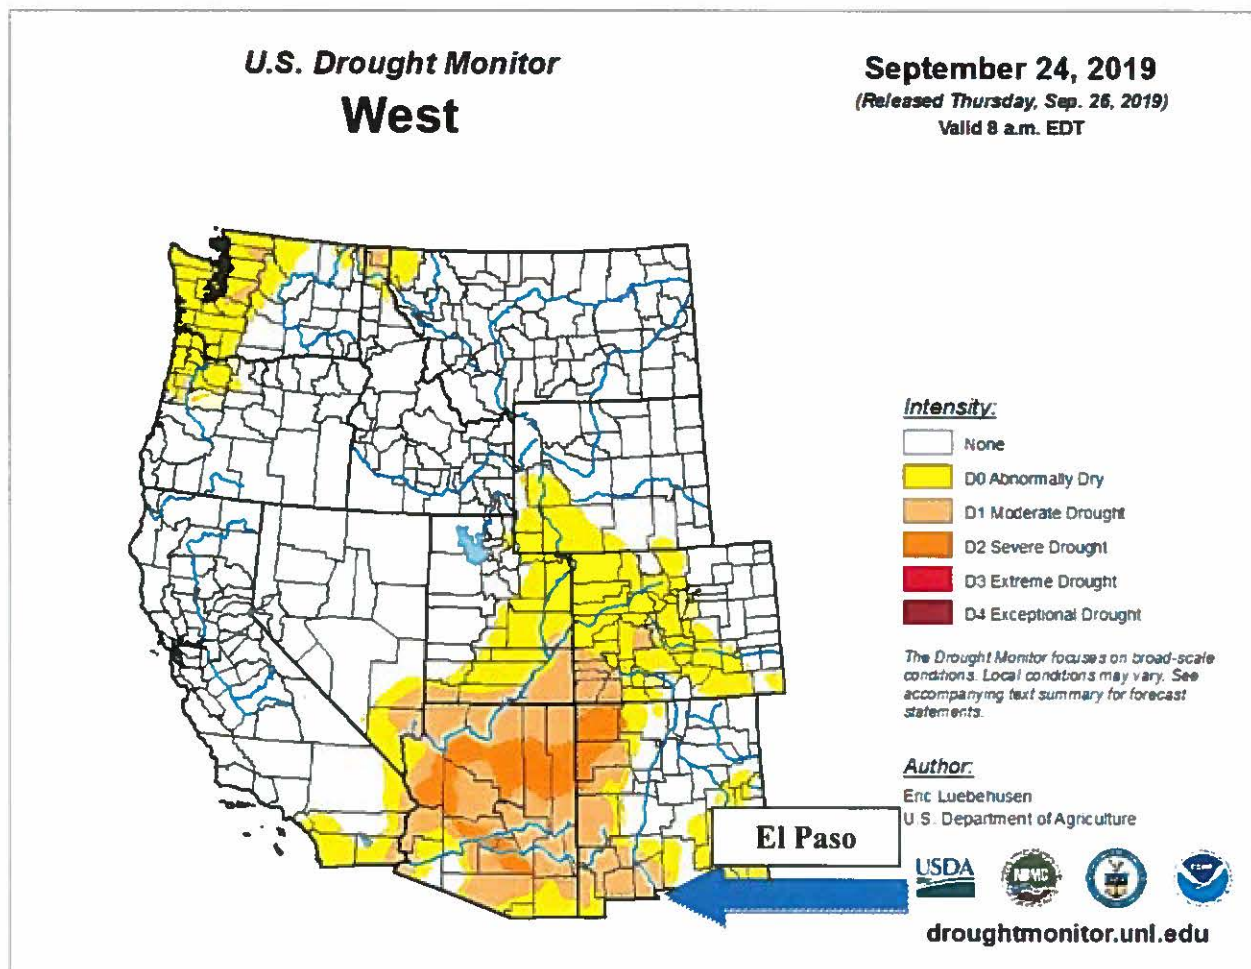 U.S. Drought Monitor
West
September 24, 2019
(Released Thursday, Sep. 26, 2019)
Valid 8 a.m. EDT
Intensity:
None
D0 Abnormally Dry
D1 Moderate Drought
D2 Severe Drought
D3 Extreme Drought
D4 Exceptional Drought
The Drought Monitor focuses on broad-scale
conditions. Local conditions may vary. See
accompanying text summary for forecast
statements.
Author:
Eric Luebehusen
U.S. Department of Agriculture
El Paso
USDA
NDMC
droughtmonitor.unl.edu